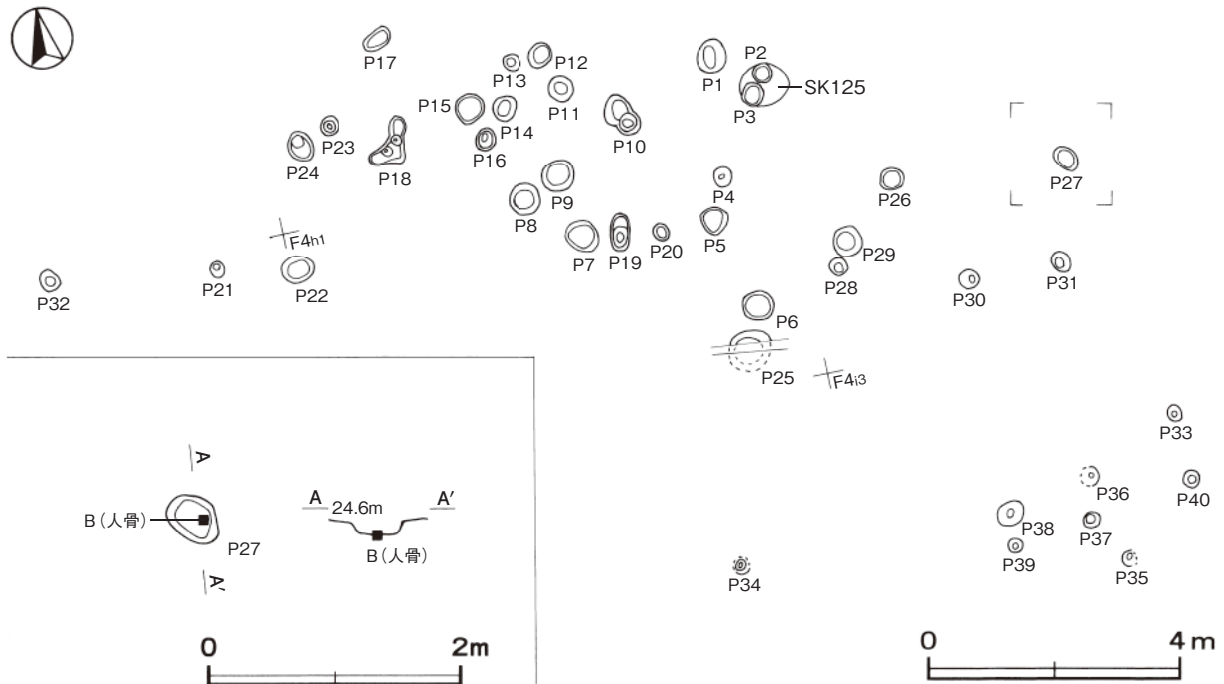 P17
P13
P12
P1
P2
SK125
P3
P15
P14
P11
P16
P10
P23
P24
P18
P4
P26
P27
P9
P8
P5
P7
P19
P20
P29
P28
F4h1
P21
P22
P32
P30
P31
P6
P25
F4i3
P33
P36
P40
P38
P37
P39
P35
P34
A
B（人骨）
P27
A′
A
24.6m
A′
B（人骨）
0
2m
0
4m